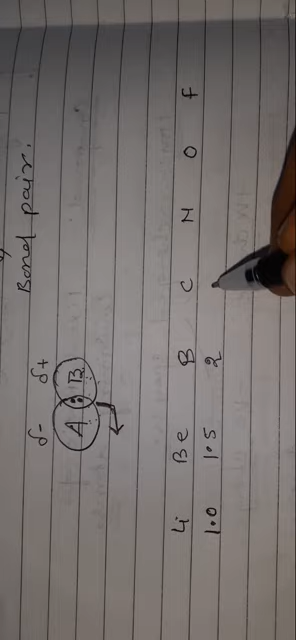 Bond pair.
δ- δ+
A : B
Li Be B C N O F
1.0 1.5 2